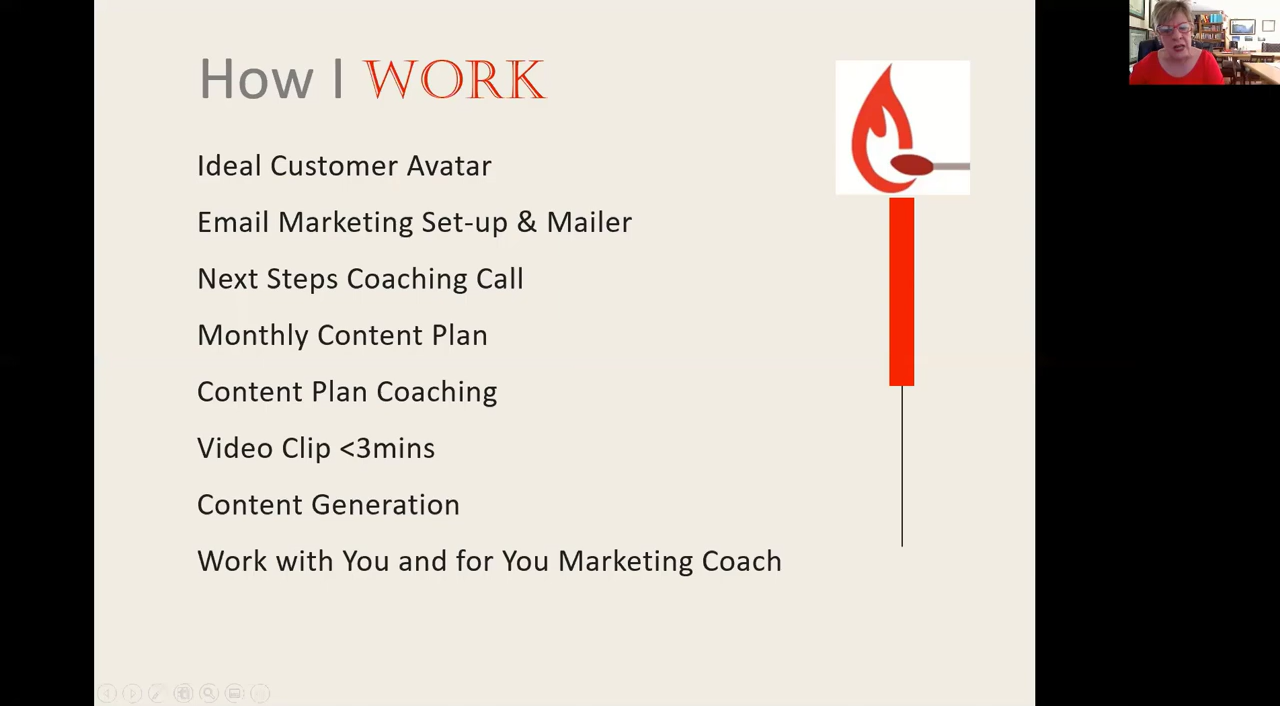 How I WORK
Ideal Customer Avatar
Email Marketing Set-up & Mailer
Next Steps Coaching Call
Monthly Content Plan
Content Plan Coaching
Video Clip <3mins
Content Generation
Work with You and for You Marketing Coach